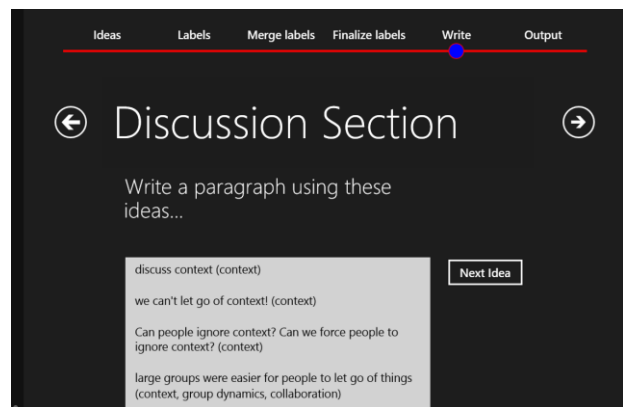 Ideas Labels Merge labels Finalize labels Write Output
Discussion Section
Write a paragraph using these
ideas...
discuss context (context)
Next Idea
we can't let go of context! (context)
Can people ignore context? Can we force people to
ignore context? (context)
large groups were easier for people to let go of things
(context, group dynamics, collaboration)